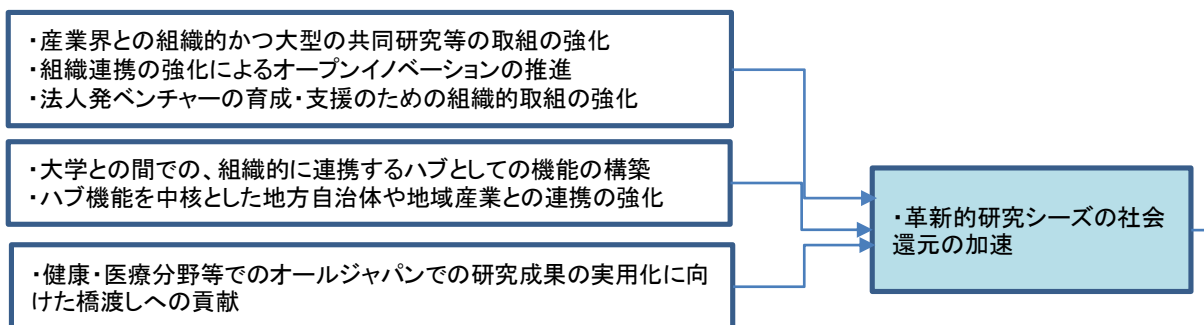 ・産業界との組織的かつ大型の共同研究等の取組の強化
・組織連携の強化によるオープンイノベーションの推進
・法人発ベンチャーの育成・支援のための組織的取組の強化
・大学との間での、組織的に連携するハブとしての機能の構築
・ハブ機能を中核とした地方自治体や地域産業との連携の強化
・健康・医療分野等でのオールジャパンでの研究成果の実用化に向
けた橋渡しへの貢献
・革新的研究シーズの社会
還元の加速